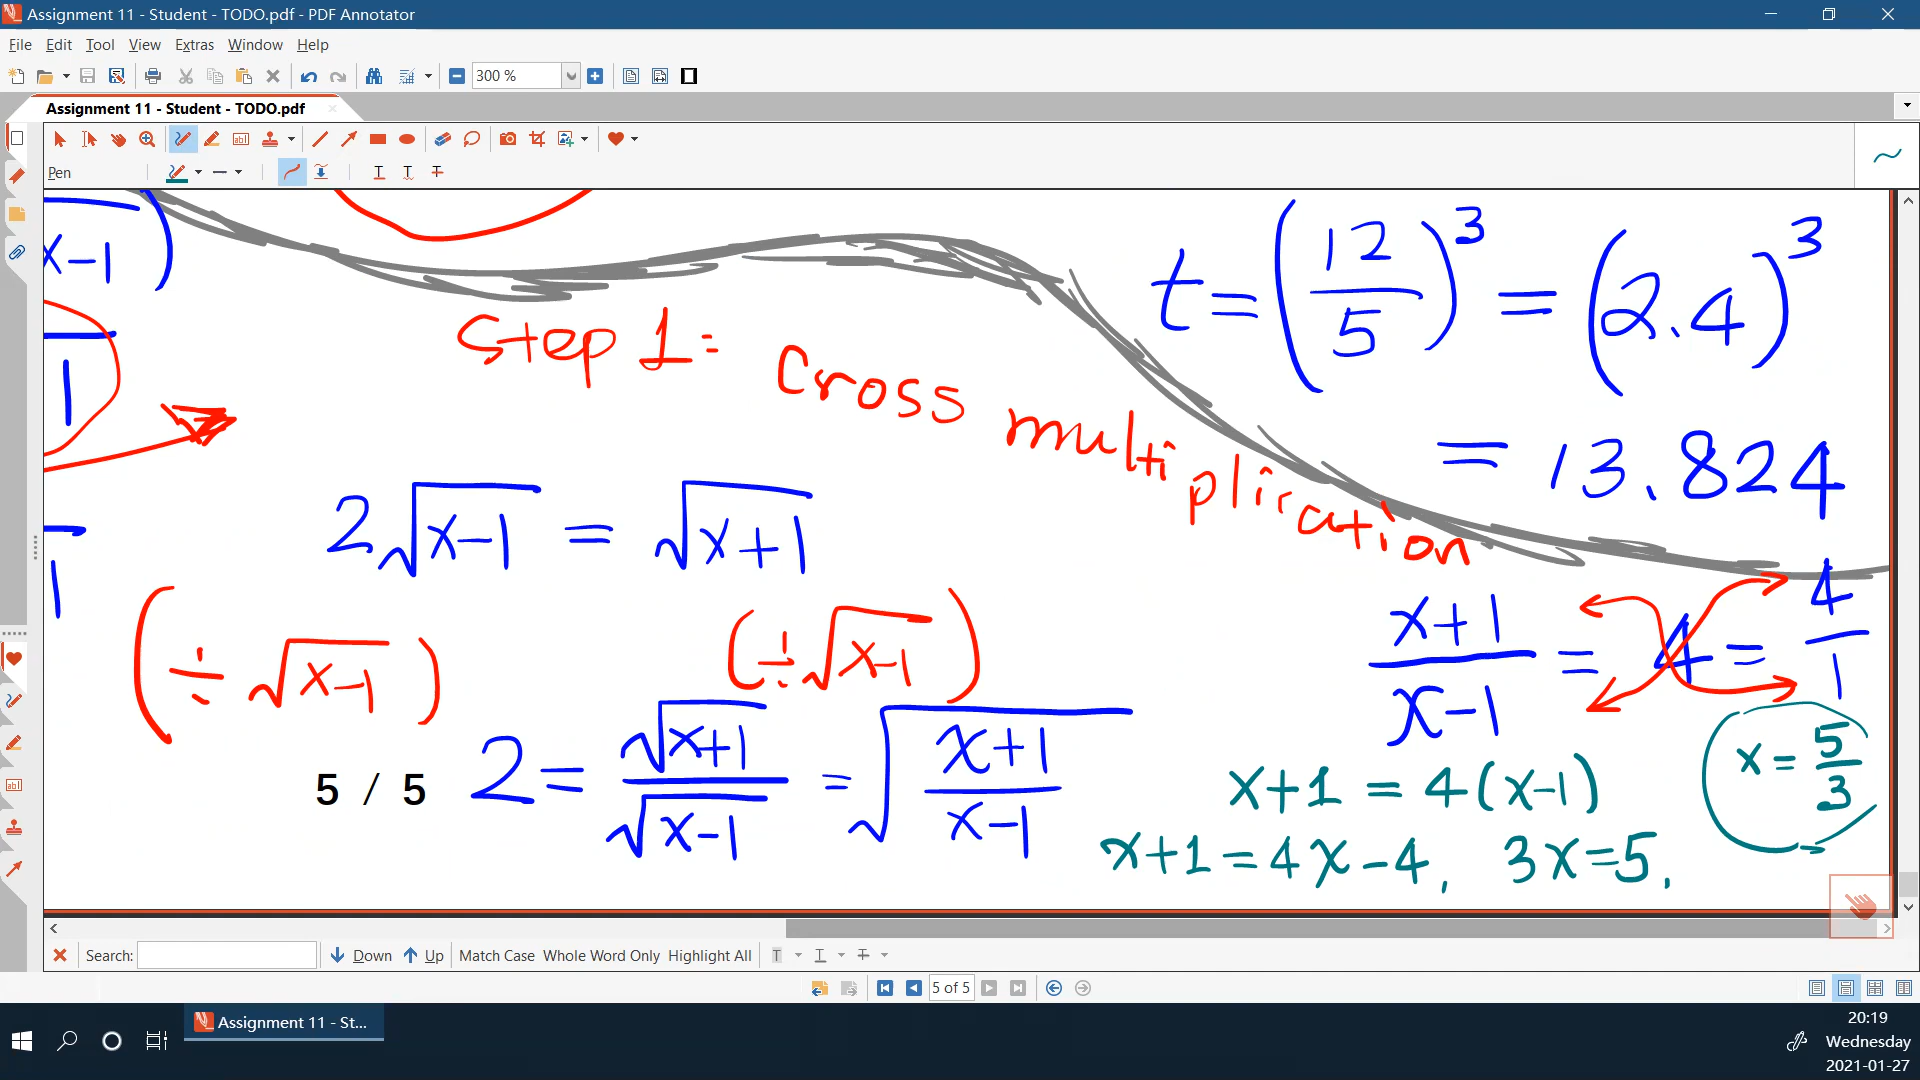 Assignment 11 - Student - TODO.pdf - PDF Annotator
File Edit Tool View Extras Window Help
300 %
Assignment 11 - Student - TODO.pdf
Pen
x-1)
1
1
t = (12/5)^3 = (2.4)^3
= 13.824
Step 1: Cross multiplication
2√(x-1) = √(x+1)
(÷ √(x-1)) (÷ √(x-1))
2 = √(x+1)/√(x-1) = √((x+1)/(x-1))
(x+1)/(x-1) = 4 = 4/1
x+1 = 4(x-1)
x+1 = 4x-4, 3x=5,
x = 5/3
5 / 5
Search: Down Up Match Case Whole Word Only Highlight All
5 of 5
Assignment 11 - St...
20:19
Wednesday
2021-01-27